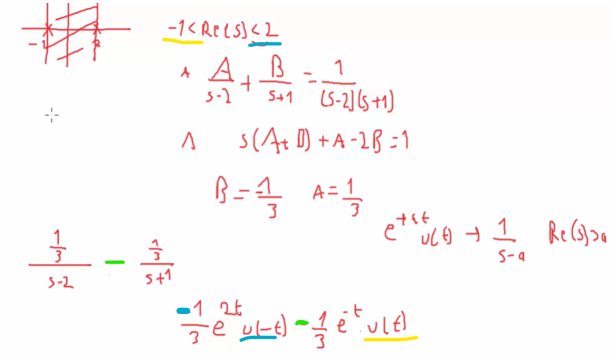 -1 < Re(s) < 2
-1 2
A/(s-2) + B/(s+1) = 1/((s-2)(s+1))
s(A+B) + A - 2B = 1
B = -1/3 A = 1/3
e^{+at} u(t) → 1/(s-a) Re(s)>a
(1/3)/(s-2) - (1/3)/(s+1)
-1/3 e^{2t} u(-t) - 1/3 e^{-t} . u(t)